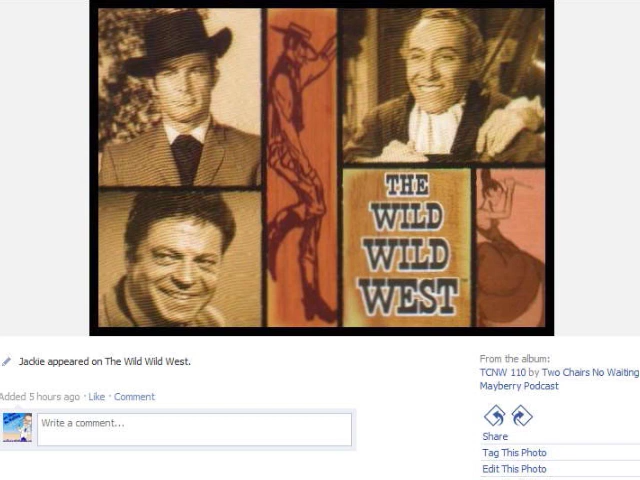 THE
WILD
WILD
WEST
Jackie appeared on The Wild Wild West.
Added 5 hours ago · Like · Comment
Write a comment...
From the album:
TCNW 110 by Two Chairs No Waiting
Mayberry Podcast
Share
Tag This Photo
Edit This Photo